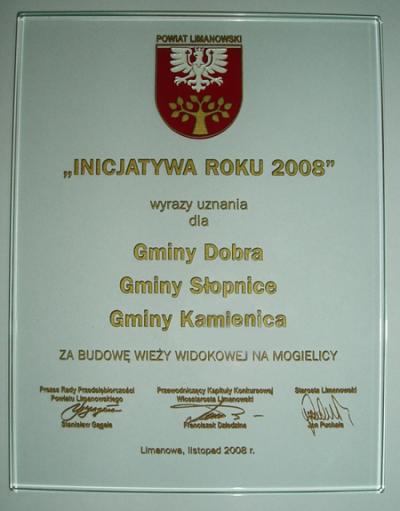 POWIAT LIMANOWSKI
„INICJATYWA ROKU 2008”
wyrazy uznania
dla
Gminy Dobra
Gminy Słopnice
Gminy Kamienica
ZA BUDOWĘ WIEŻY WIDOKOWEJ NA MOGIELICY
Prezes Rady Przedsiębiorczości
Powiatu Limanowskiego
Stanisław Gągala
Przewodniczący Kapituły Konkursowej
Wicestarosta Limanowski
Franciszek Dziedzina
Starosta Limanowski
Jan Puchała
Limanowa, listopad 2008 r.